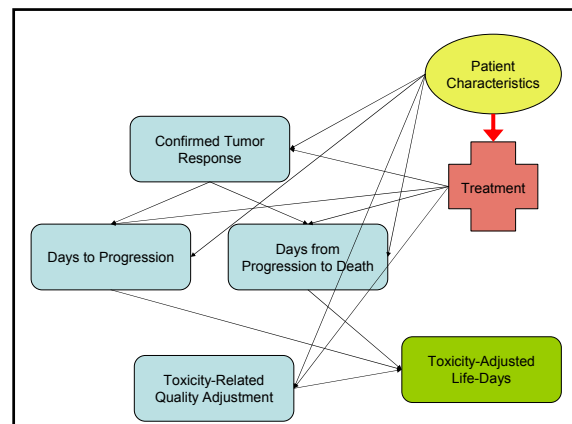 Patient
Characteristics
Confirmed Tumor
Response
Treatment
Days to Progression
Days from
Progression to Death
Toxicity-Related
Quality Adjustment
Toxicity-Adjusted
Life-Days